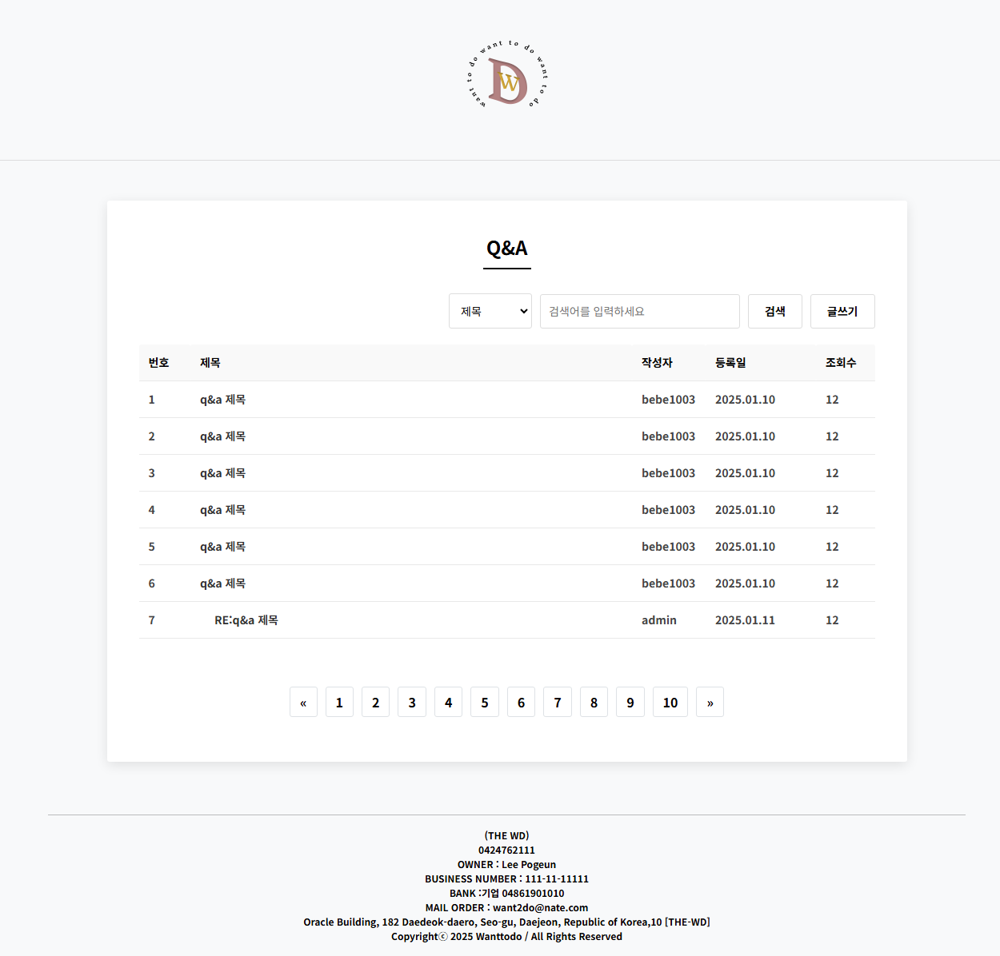 want to do want to do want to do want to do
D
W
Q&A
제목 검색어를 입력하세요 검색 글쓰기
번호 제목 작성자 등록일 조회수
1 q&a 제목 bebe1003 2025.01.10 12
2 q&a 제목 bebe1003 2025.01.10 12
3 q&a 제목 bebe1003 2025.01.10 12
4 q&a 제목 bebe1003 2025.01.10 12
5 q&a 제목 bebe1003 2025.01.10 12
6 q&a 제목 bebe1003 2025.01.10 12
7 RE:q&a 제목 admin 2025.01.11 12
« 1 2 3 4 5 6 7 8 9 10 »
(THE WD)
0424762111
OWNER : Lee Pogeun
BUSINESS NUMBER : 111-11-11111
BANK :기업 04861901010
MAIL ORDER : want2do@nate.com
Oracle Building, 182 Daedeok-daero, Seo-gu, Daejeon, Republic of Korea,10 [THE-WD]
Copyrightⓒ 2025 Wanttodo / All Rights Reserved